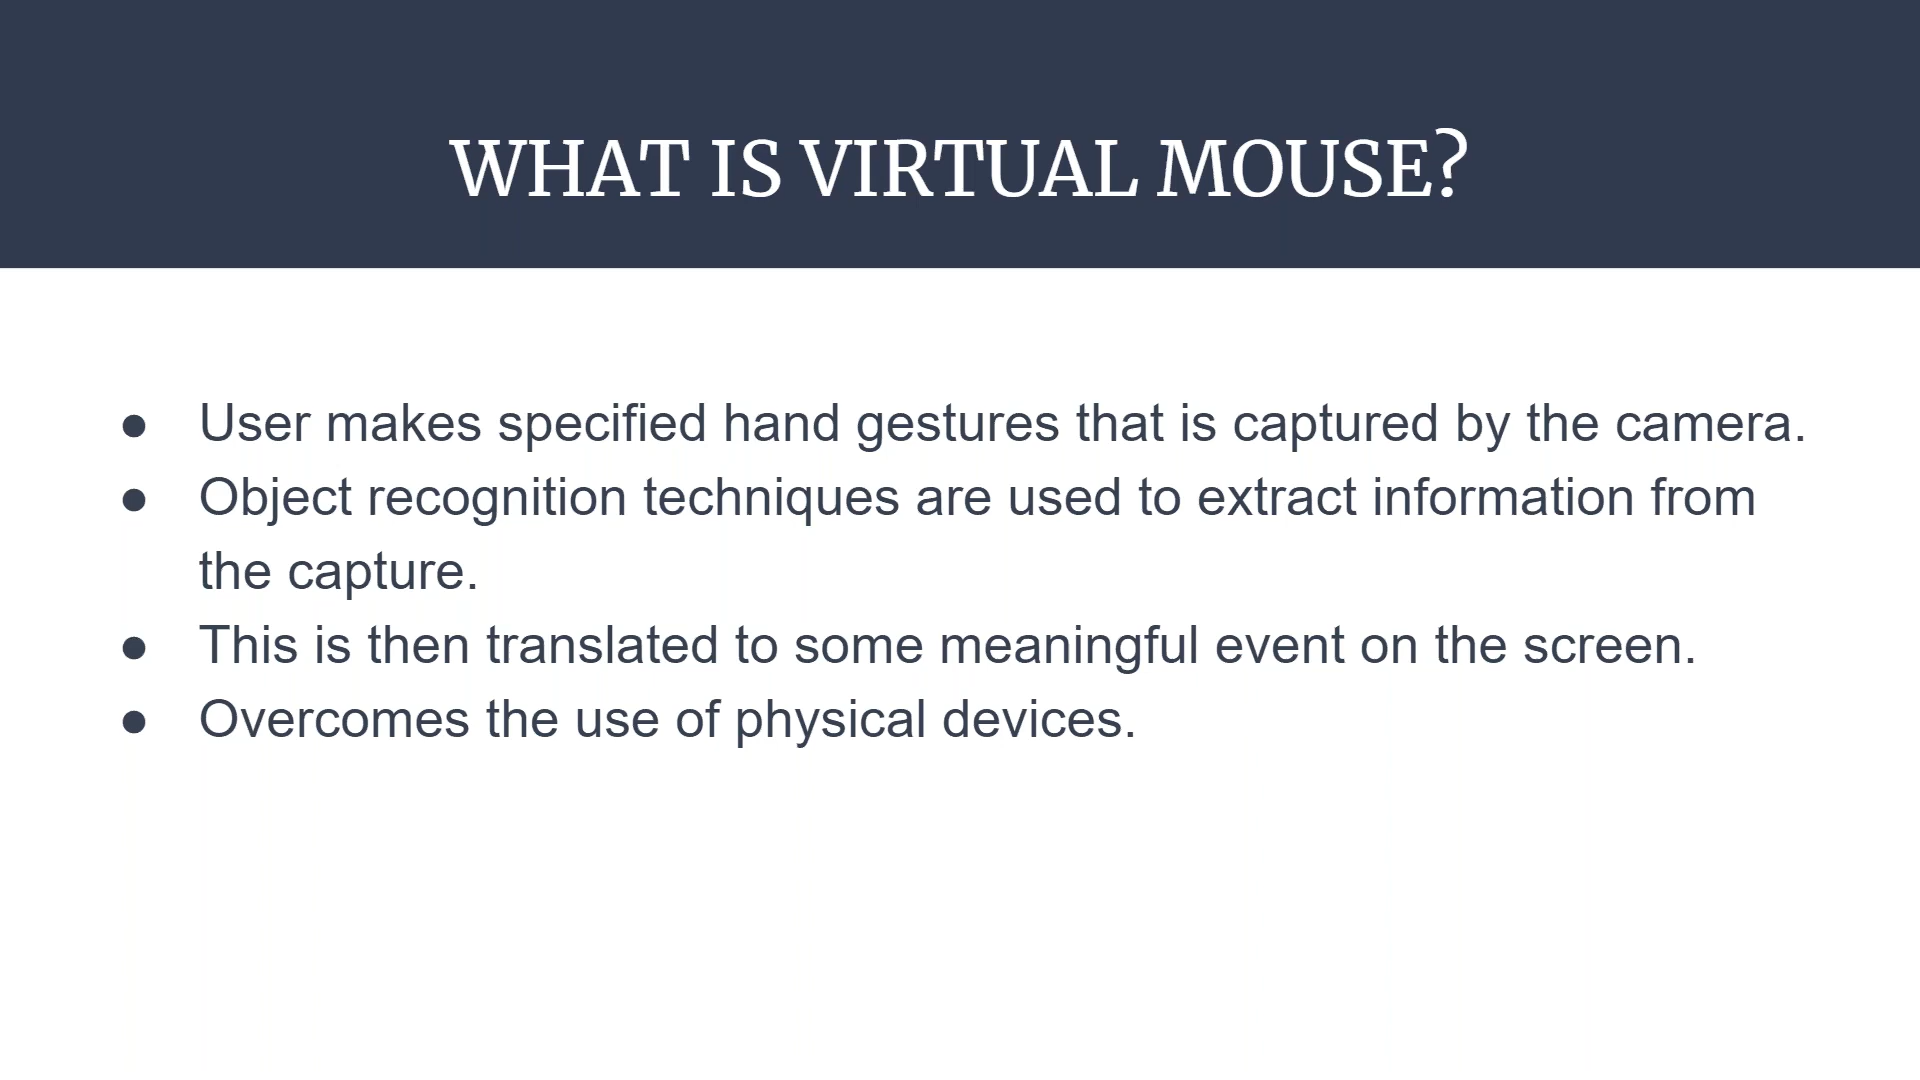 WHAT IS VIRTUAL MOUSE?
● User makes specified hand gestures that is captured by the camera.
● Object recognition techniques are used to extract information from
the capture.
● This is then translated to some meaningful event on the screen.
● Overcomes the use of physical devices.